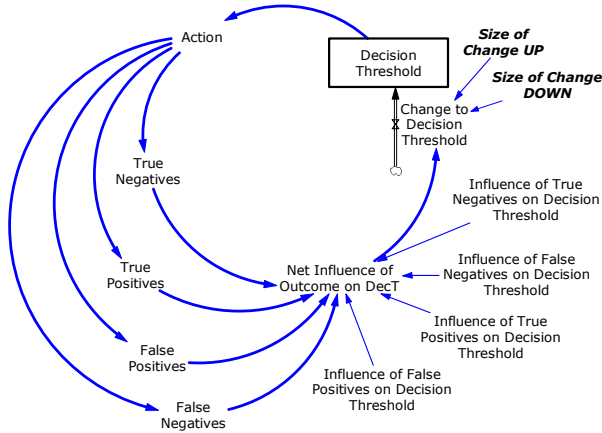 Action
Decision
Threshold
Size of
Change UP
Size of Change
DOWN
Change to
Decision
Threshold
True
Negatives
Influence of True
Negatives on Decision
Threshold
True
Positives
Net Influence of
Outcome on DecT
Influence of False
Negatives on Decision
Threshold
Influence of True
Positives on Decision
Threshold
False
Positives
Influence of False
Positives on Decision
Threshold
False
Negatives